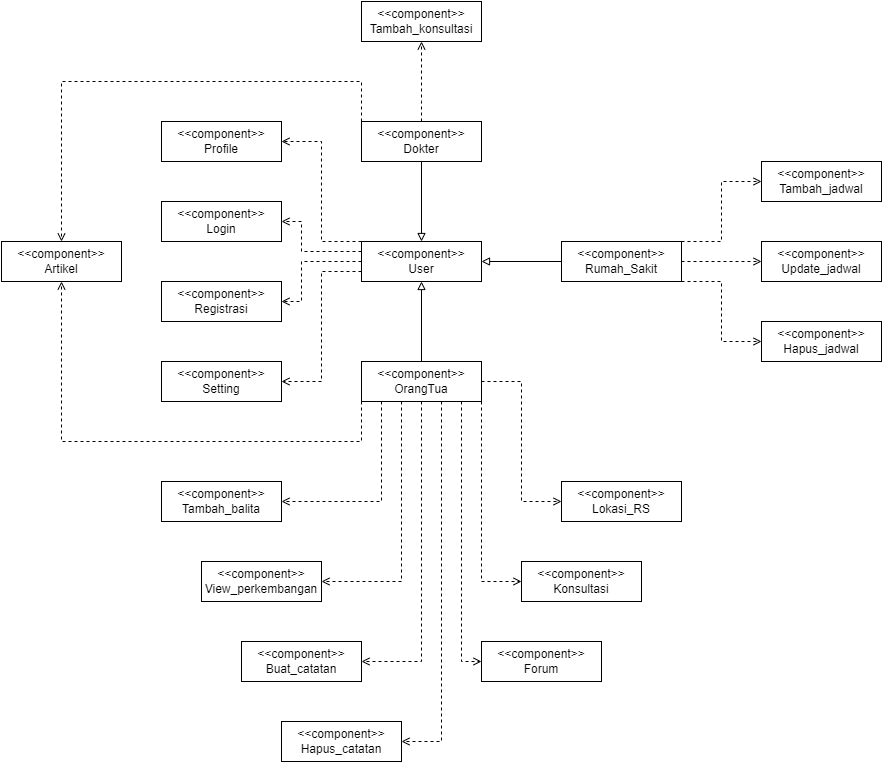 <<component>>
Tambah_konsultasi
<<component>>
Profile
<<component>>
Dokter
<<component>>
Tambah_jadwal
<<component>>
Login
<<component>>
Artikel
<<component>>
User
<<component>>
Rumah_Sakit
<<component>>
Update_jadwal
<<component>>
Registrasi
<<component>>
Hapus_jadwal
<<component>>
Setting
<<component>>
OrangTua
<<component>>
Tambah_balita
<<component>>
Lokasi_RS
<<component>>
View_perkembangan
<<component>>
Konsultasi
<<component>>
Buat_catatan
<<component>>
Forum
<<component>>
Hapus_catatan